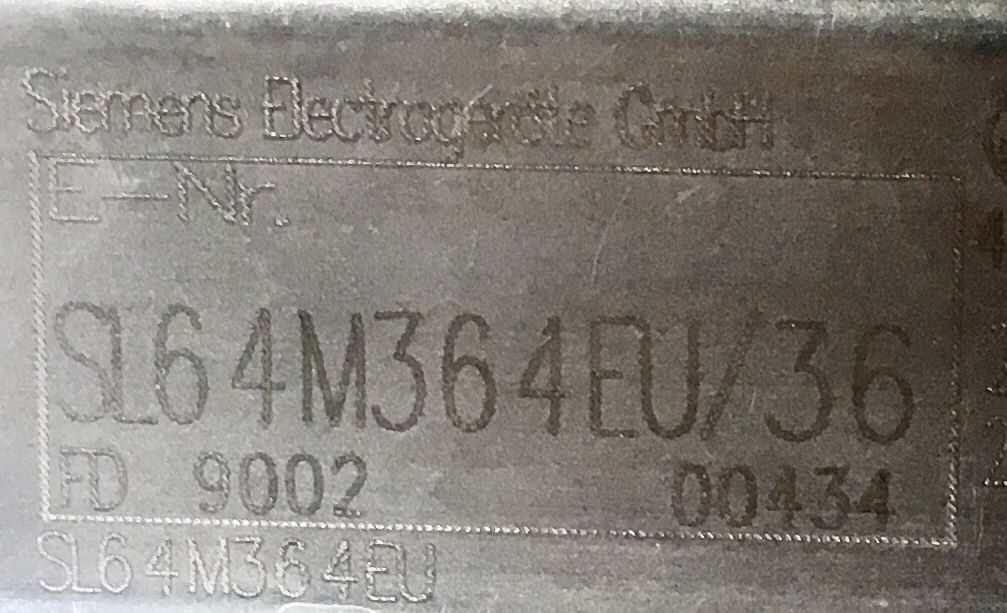 Siemens Electrogeräte GmbH
E-Nr.
SL64M364EU/36
FD 9002 00434
SL64M364EU